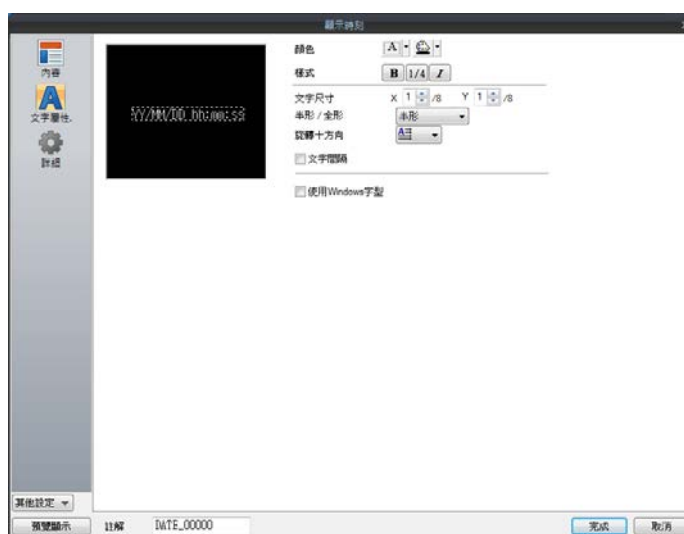 顯示時刻
內容
文字屬性.
詳細
YY/MM/DD hh:mm:ss
顏色
A
樣式
B 1/4 I
文字尺寸 X 1 /8 Y 1 /8
半形 / 全形 半形
旋轉+方向 A
文字間隔
使用Windows字型
其他設定
預覽顯示 註解 DATE_00000 完成 取消